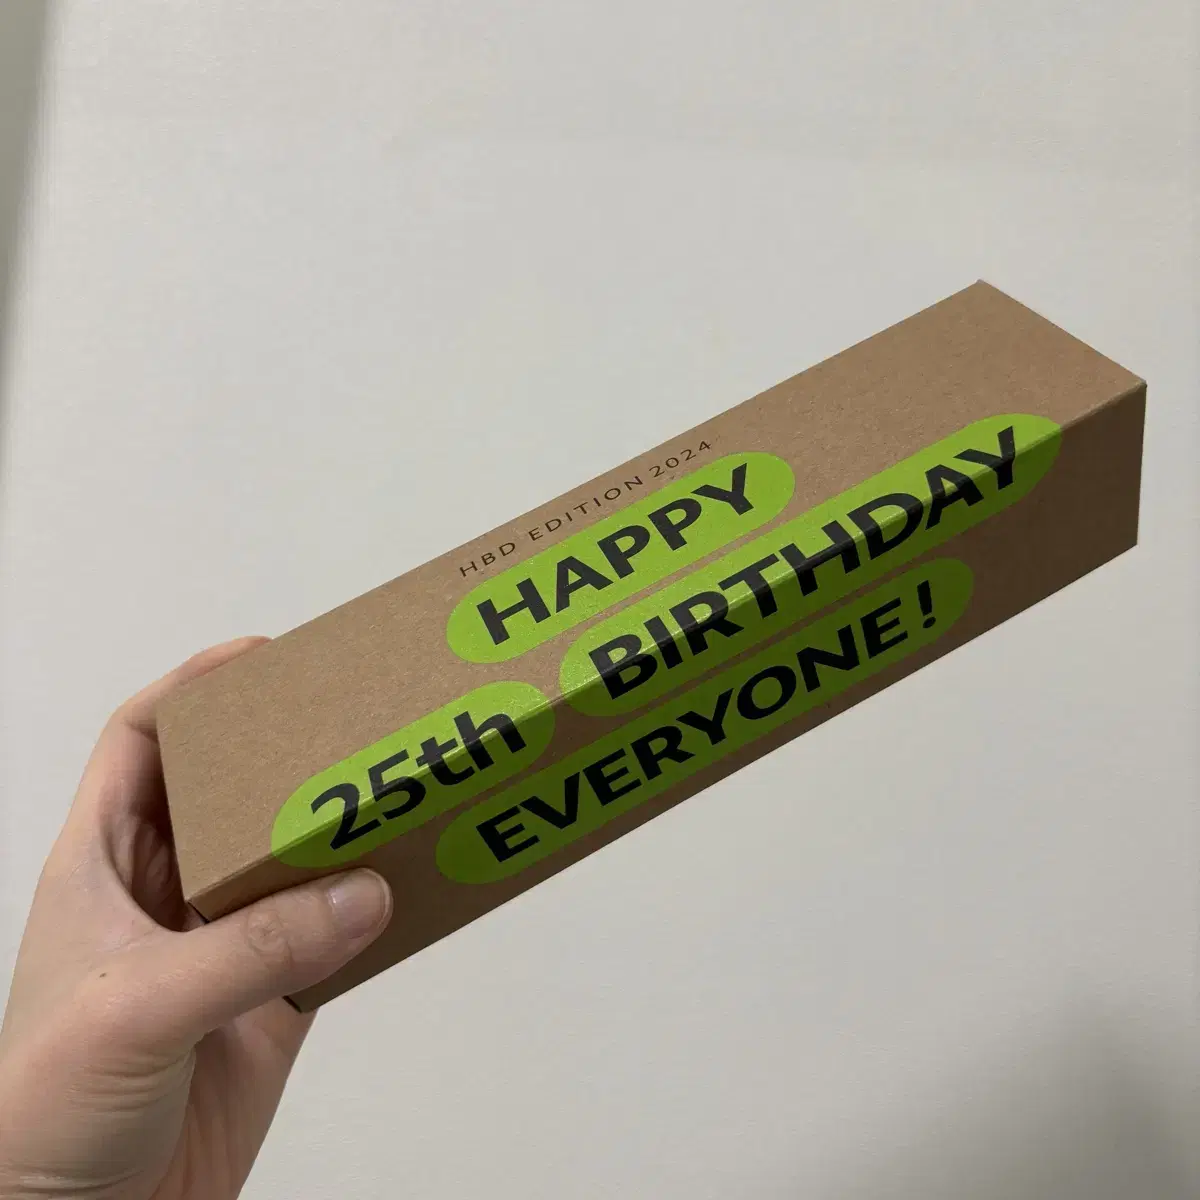 HBD EDITION 2024
HAPPY
25th BIRTHDAY
EVERYONE!